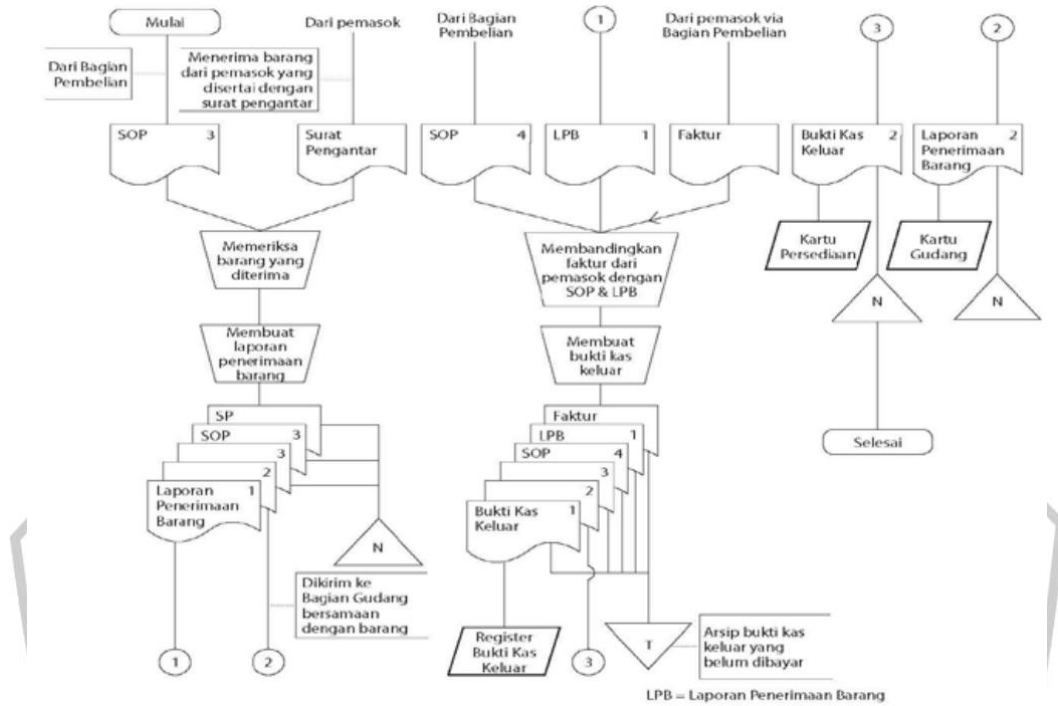 Mulai
Dari Bagian
Pembelian
Dari pemasok
Menerima barang
dari pemasok yang
disertai dengan
surat pengantar
SOP 3
Surat
Pengantar
Memeriksa
barang yang
diterima
Membuat
laporan
penerimaan
barang
SP
SOP 3
3
2
Laporan 1
Penerimaan
Barang
N
Dikirim ke
Bagian Gudang
bersamaan
dengan barang
1
2
Dari Bagian
Pembelian
1
Dari pemasok via
Bagian Pembelian
SOP 4
LPB 1
Faktur
Membandingkan
faktur dari
pemasok dengan
SOP & LPB
Membuat
bukti kas
keluar
Faktur
LPB 1
SOP 4
3
2
Bukti Kas 1
Keluar
Register
Bukti Kas
Keluar
3
T
Arsip bukti kas
keluar yang
belum dibayar
3
2
Bukti Kas 2
Keluar
Laporan 2
Penerimaan
Barang
Kartu
Persediaan
Kartu
Gudang
N
N
Selesai
LPB = Laporan Penerimaan Barang